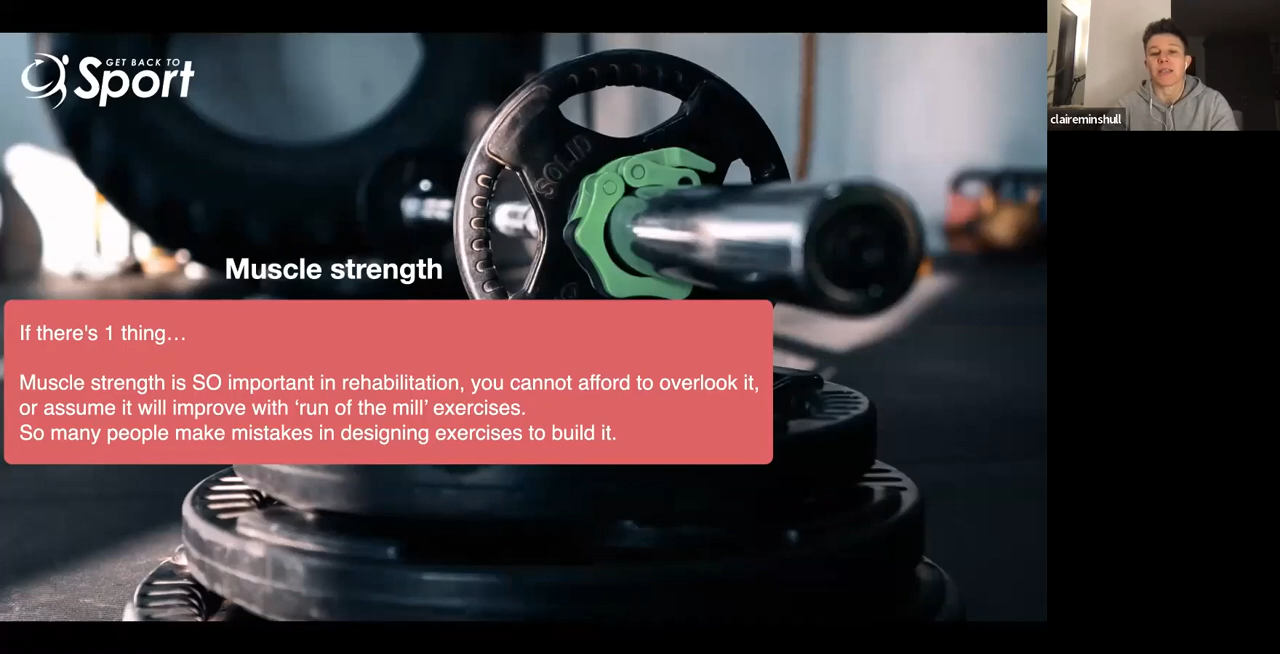 GET BACK TO
Sport
claireminshull
SOLID
Muscle strength
If there's 1 thing…
Muscle strength is SO important in rehabilitation, you cannot afford to overlook it,
or assume it will improve with ‘run of the mill’ exercises.
So many people make mistakes in designing exercises to build it.